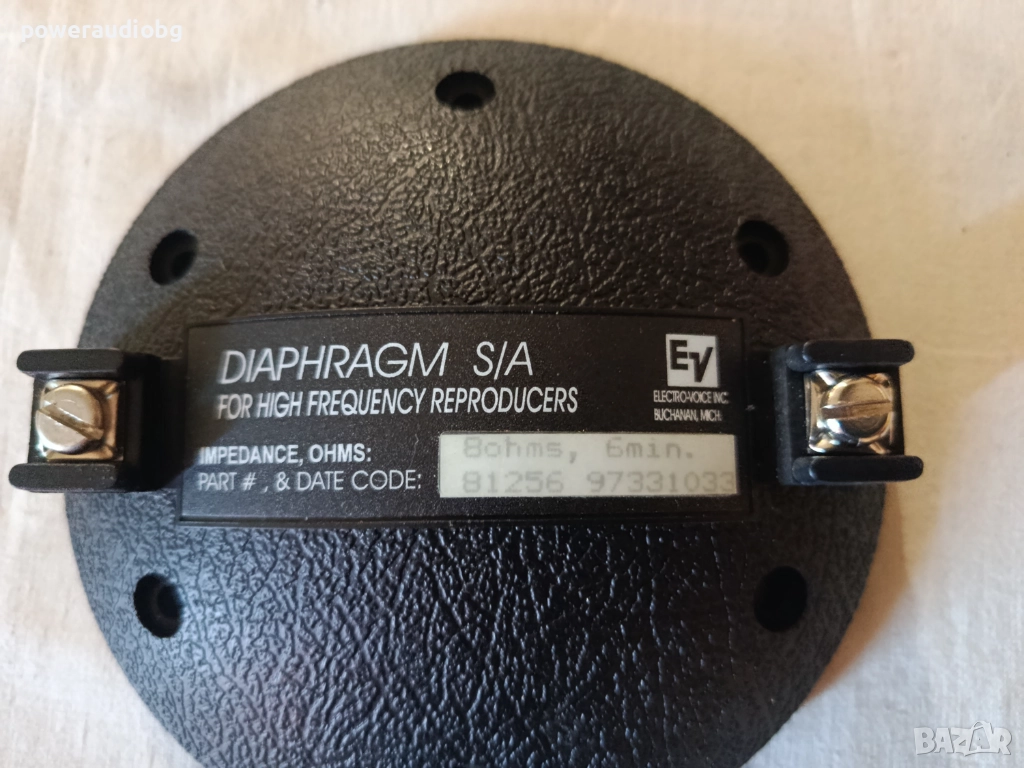 poweraudiobg
DIAPHRAGM S/A
FOR HIGH FREQUENCY REPRODUCERS
EV
ELECTRO-VOICE INC.
BUCHANAN, MICH.
IMPEDANCE, OHMS: 8ohms, 6min.
PART #, & DATE CODE: 81256 97331033
BAZAR